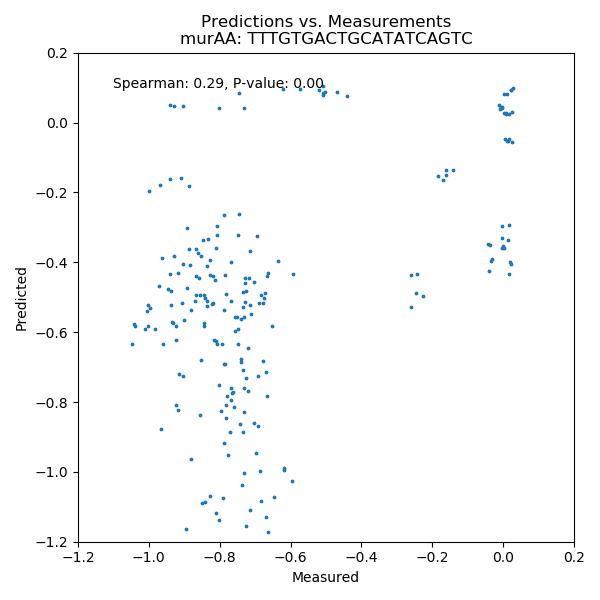 Predictions vs. Measurements
murAA: TTTGTGACTGCATATCAGTC
Spearman: 0.29, P-value: 0.00
0.2
0.0
−0.2
−0.4
−0.6
−0.8
−1.0
−1.2
Predicted
−1.2 −1.0 −0.8 −0.6 −0.4 −0.2 0.0 0.2
Measured